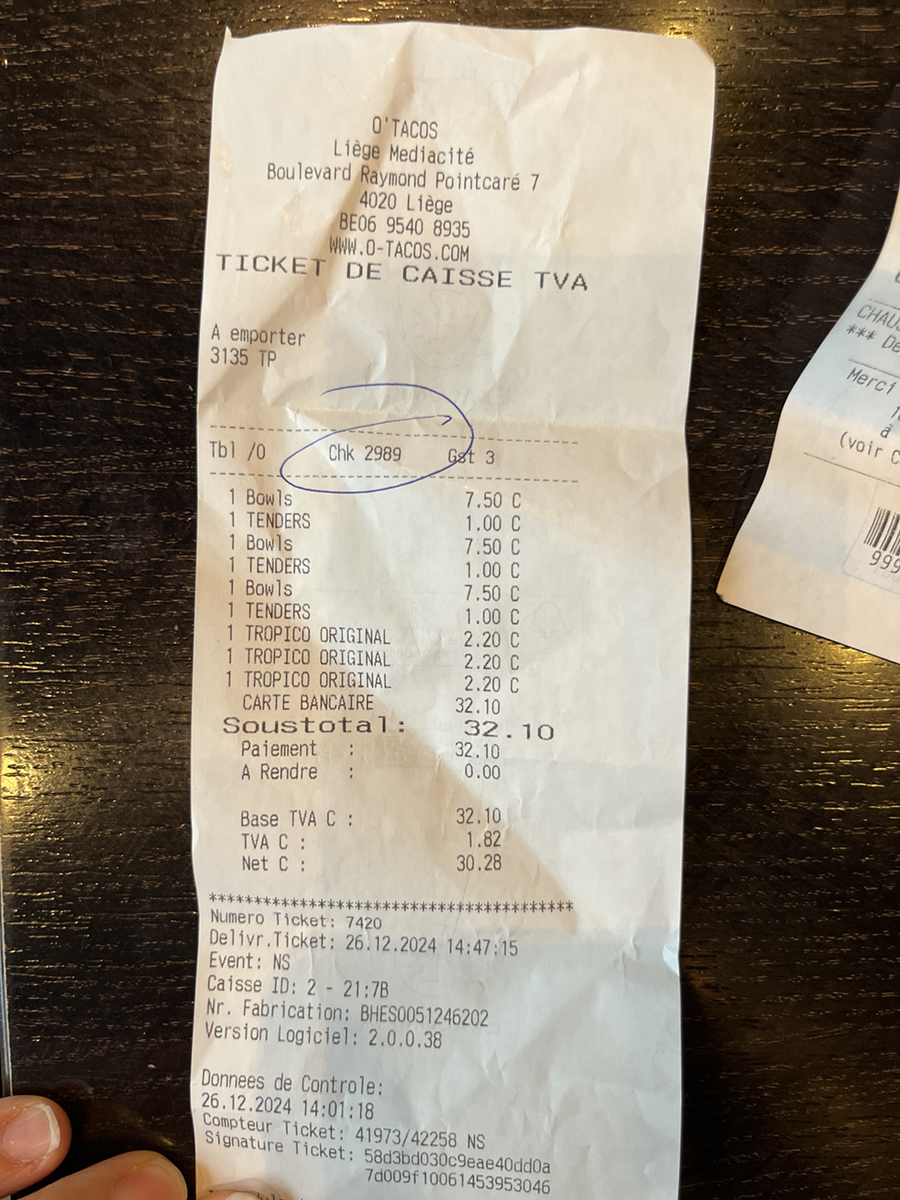 O'TACOS
Liège Mediacité
Boulevard Raymond Pointcaré 7
4020 Liège
BE06 9540 8935
WWW.O-TACOS.COM
TICKET DE CAISSE TVA
A emporter
3135 TP
Tbl /0 Chk 2989 Gst 3
1 Bowls 7.50 C
1 TENDERS 1.00 C
1 Bowls 7.50 C
1 TENDERS 1.00 C
1 Bowls 7.50 C
1 TENDERS 1.00 C
1 TROPICO ORIGINAL 2.20 C
1 TROPICO ORIGINAL 2.20 C
1 TROPICO ORIGINAL 2.20 C
CARTE BANCAIRE 32.10
Soustotal: 32.10
Paiement : 32.10
A Rendre : 0.00
Base TVA C : 32.10
TVA C : 1.82
Net C : 30.28
****************************************
Numero Ticket: 7420
Delivr.Ticket: 26.12.2024 14:47:15
Event: NS
Caisse ID: 2 - 21:7B
Nr. Fabrication: BHES0051246202
Version Logiciel: 2.0.0.38
Donnees de Controle:
26.12.2024 14:01:18
Compteur Ticket: 41973/42258 NS
Signature Ticket: 58d3bd030c9eae40dd0a
7d009f10061453953046
*** De
Merci
à
(voir
999